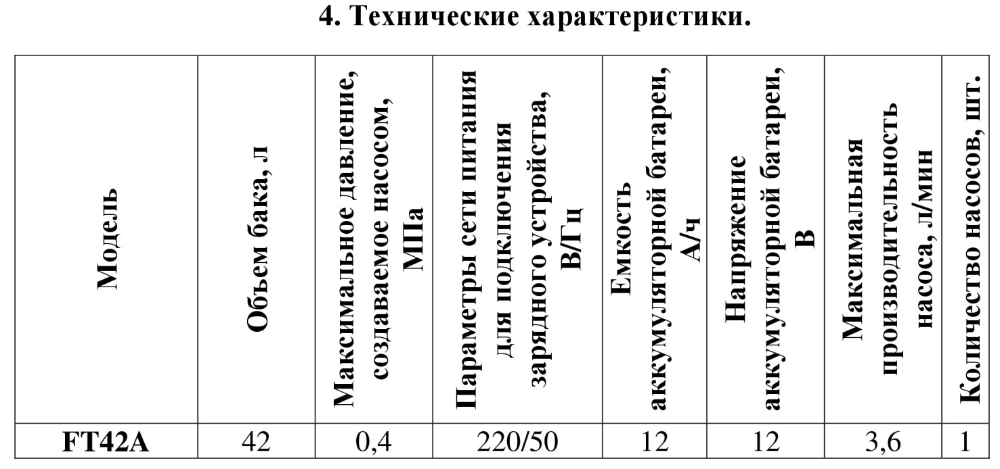 4. Технические характеристики.
Модель
Объем бака, л
Максимальное давление,
создаваемое насосом,
МПа
Параметры сети питания
для подключения
зарядного устройства,
В/Гц
Емкость
аккумуляторной батареи,
А/ч
Напряжение
аккумуляторной батареи,
В
Максимальная
производительность
насоса, л/мин
Количество насосов, шт.
FT42A 42 0,4 220/50 12 12 3,6 1